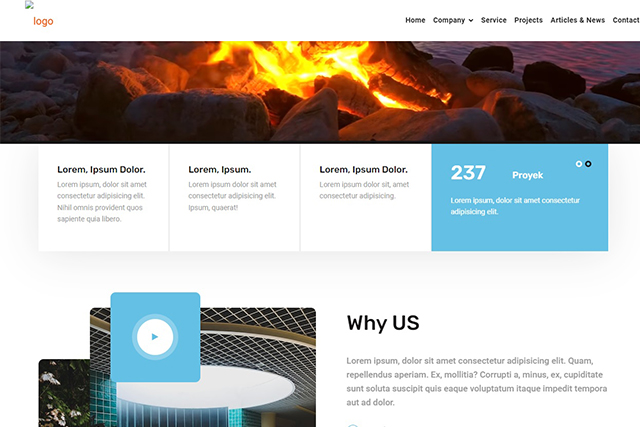 logo
Home Company Service Projects Articles & News Contact
Lorem, Ipsum Dolor.
Lorem ipsum, dolor sit amet
consectetur adipisicing elit.
Nihil omnis provident quos
sapiente quia libero.
Lorem, Ipsum.
Lorem ipsum dolor sit amet
consectetur adipisicing elit.
Ipsum, quaerat!
Lorem, Ipsum Dolor.
Lorem ipsum dolor sit amet
consectetur adipisicing.
237 Proyek
Lorem ipsum, dolor sit amet consectetur
adipisicing elit.
Why US
Lorem ipsum, dolor sit amet consectetur adipisicing elit. Quam,
repellendus aperiam. Ex, mollitia? Corrupti a, minus, ex, cupiditate
sunt soluta suscipit quis eaque voluptatum itaque impedit tempora
aut ad dolor.